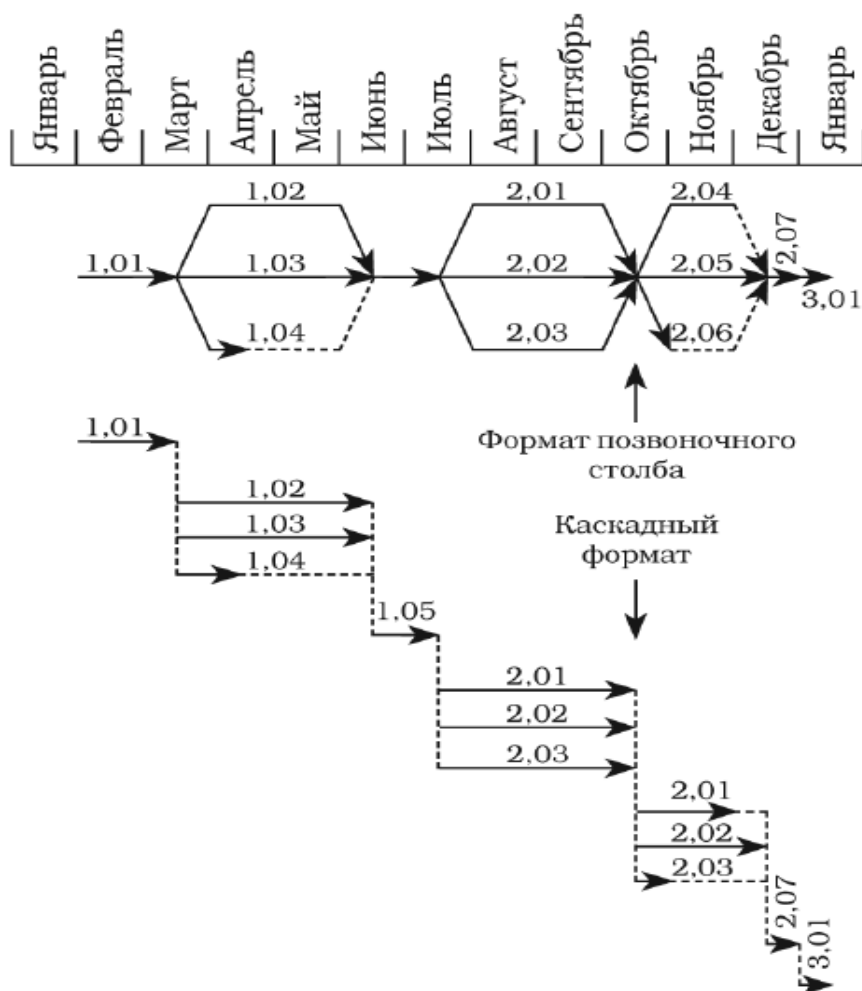 Январь
Февраль
Март
Апрель
Май
Июнь
Июль
Август
Сентябрь
Октябрь
Ноябрь
Декабрь
Январь
1,02 2,01 2,04
2,07
1,01 1,03 2,02 2,05
3,01
1,04 2,03 2,06
1,01
Формат позвоночного
столба
1,02
1,03
1,04
Каскадный
формат
1,05
2,01
2,02
2,03
2,01
2,02
2,03
2,07
3,01